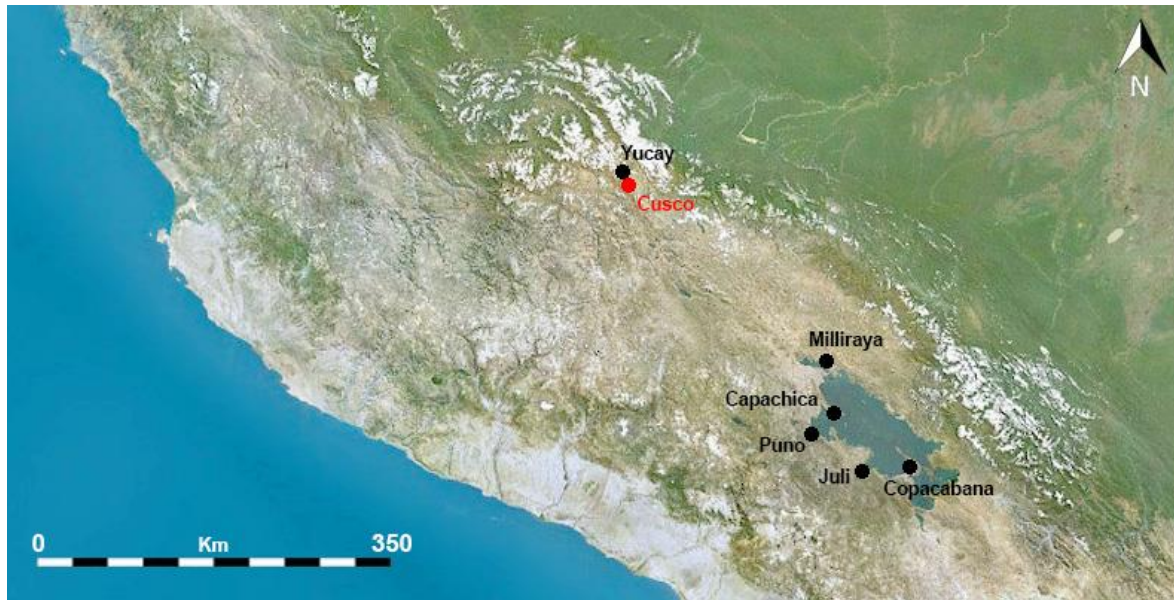 N
Yucay
Cusco
Milliraya
Capachica
Puno
Juli
Copacabana
0 Km 350